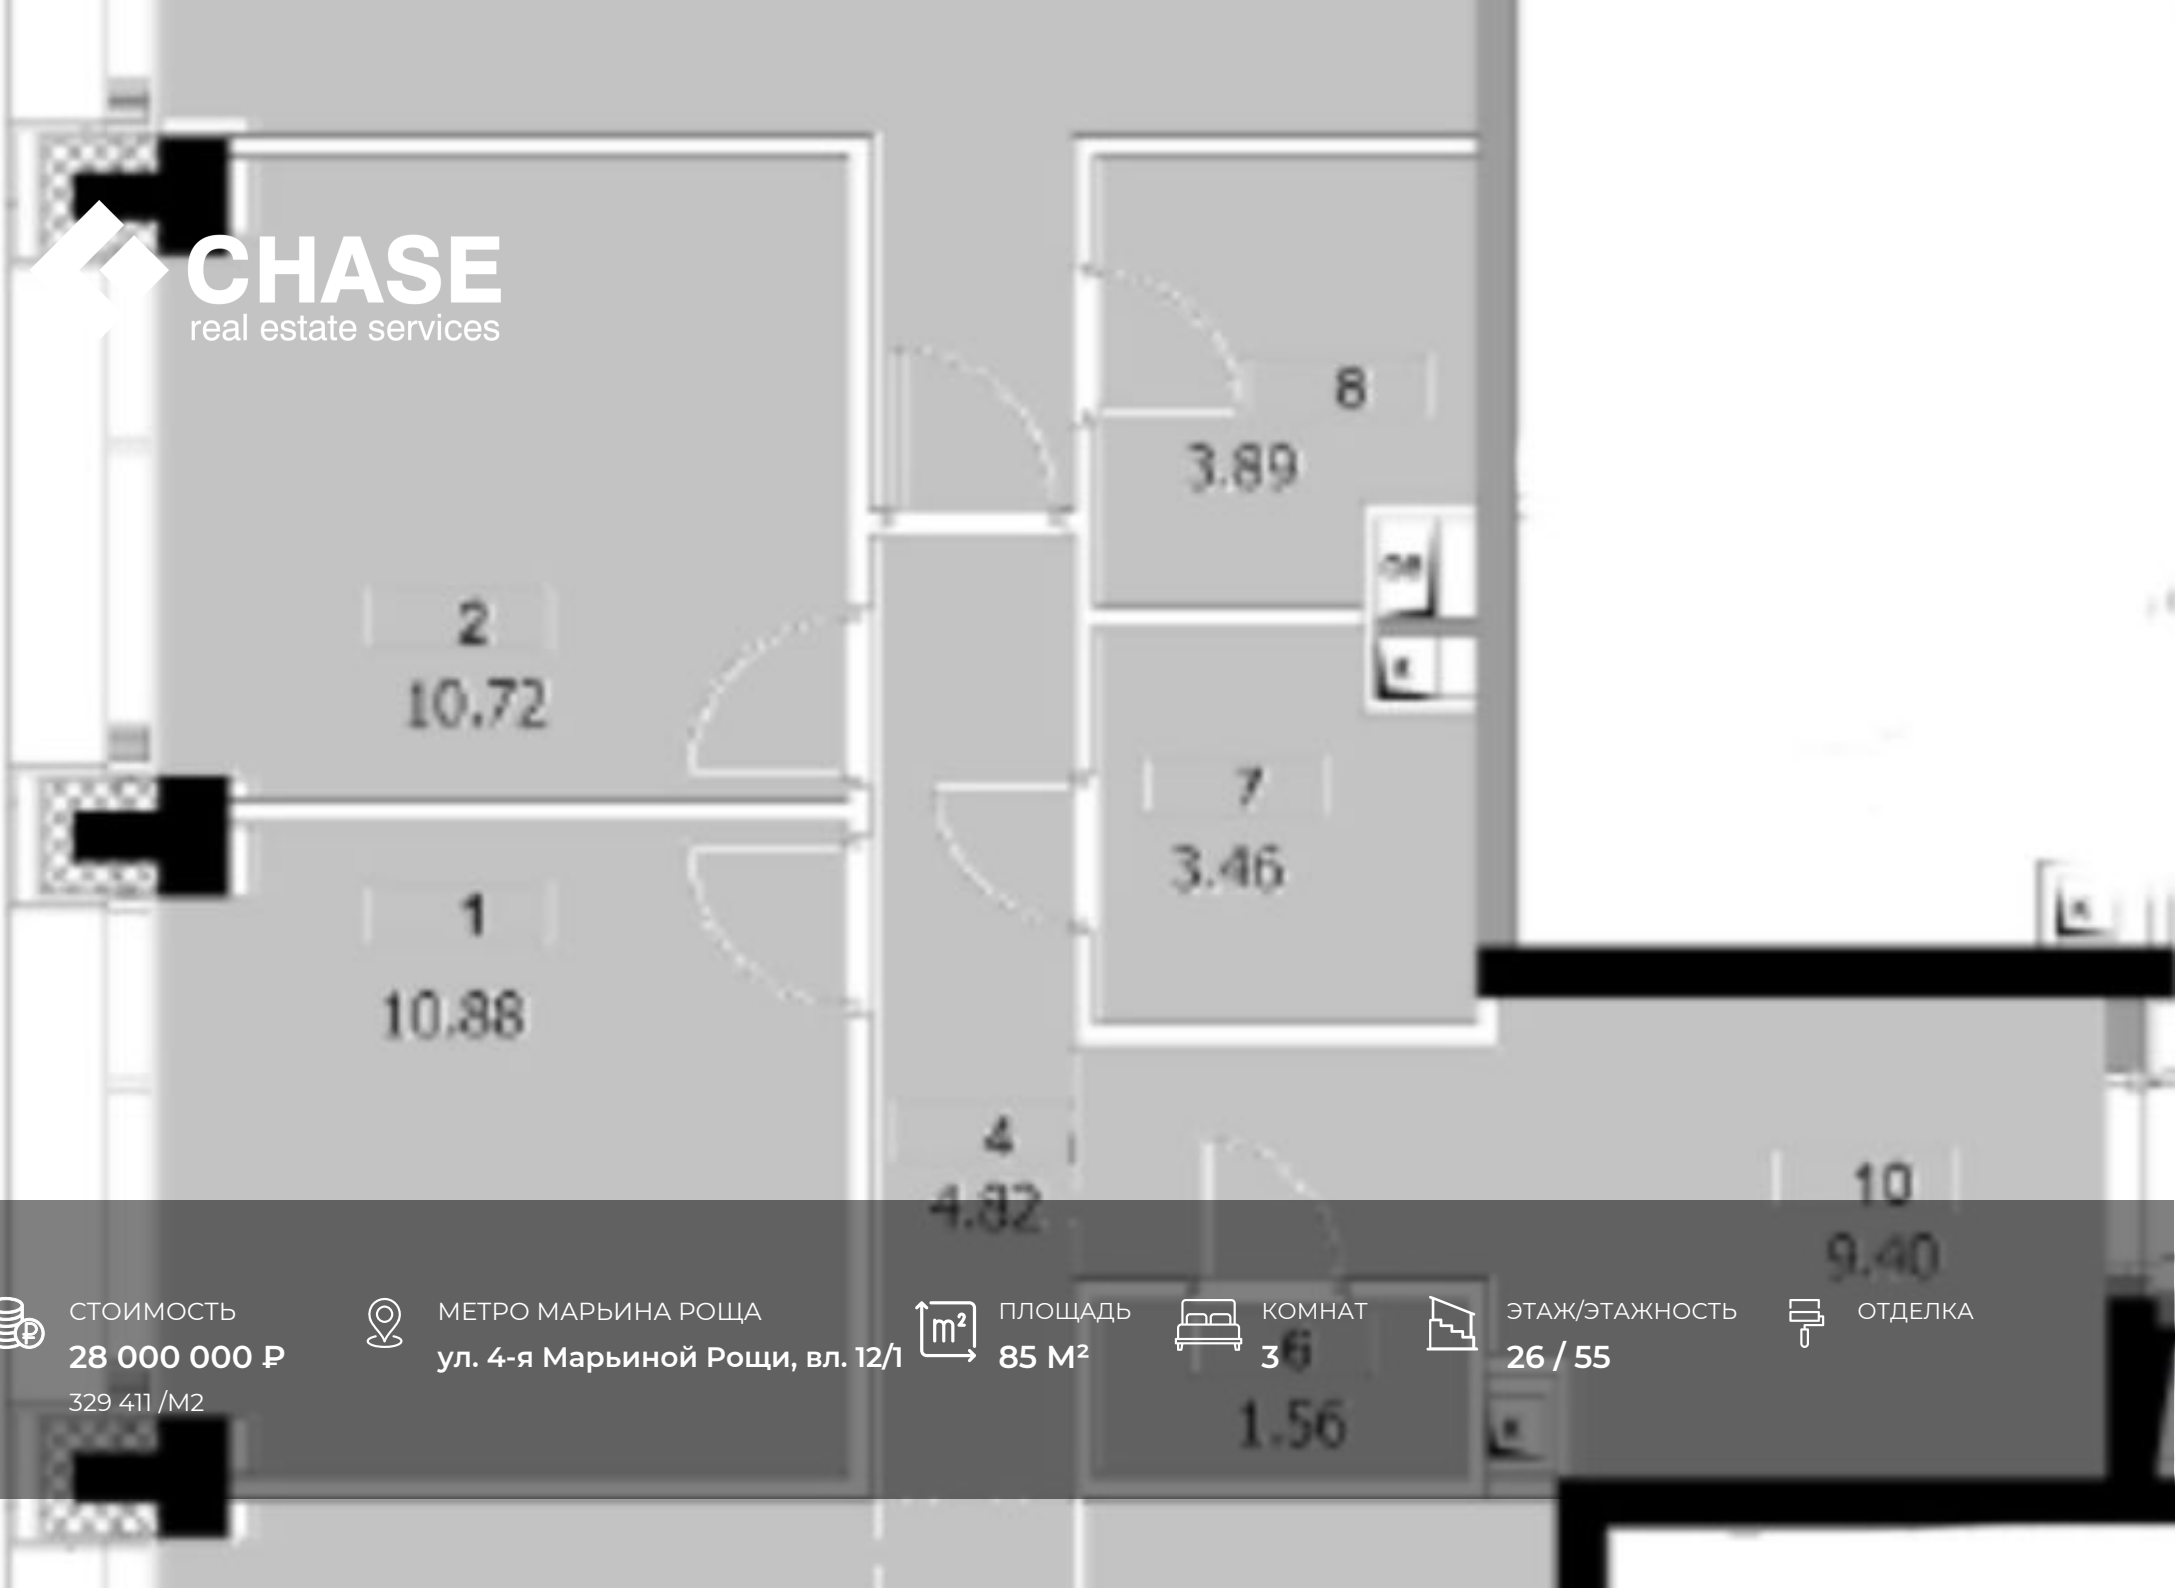 CHASE
real estate services
8
3.89
ОВ
2
10.72
К
7
3.46
1
10.88
К
4
4.82
10
9.40
СТОИМОСТЬ
28 000 000 ₽
329 411 /М2
МЕТРО МАРЬИНА РОЩА
ул. 4-я Марьиной Рощи, вл. 12/1
m²
ПЛОЩАДЬ
85 М²
КОМНАТ
3
ЭТАЖ/ЭТАЖНОСТЬ
26 / 55
ОТДЕЛКА
6
1.56
К